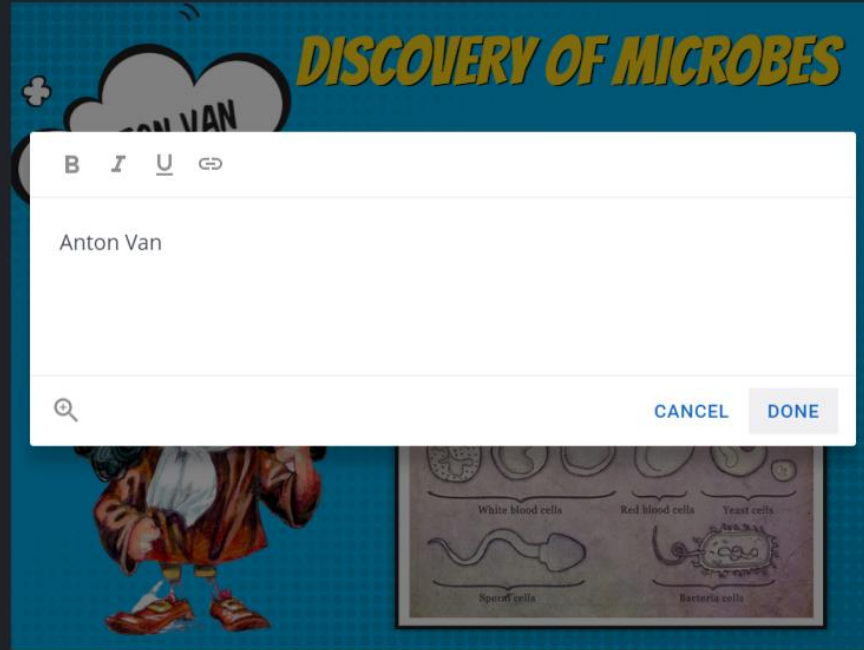 DISCOVERY OF MICROBES
VAN
B I U
Anton Van
CANCEL DONE
White blood cells Red blood cells Yeast cells
Sperm cells Bacteria cells